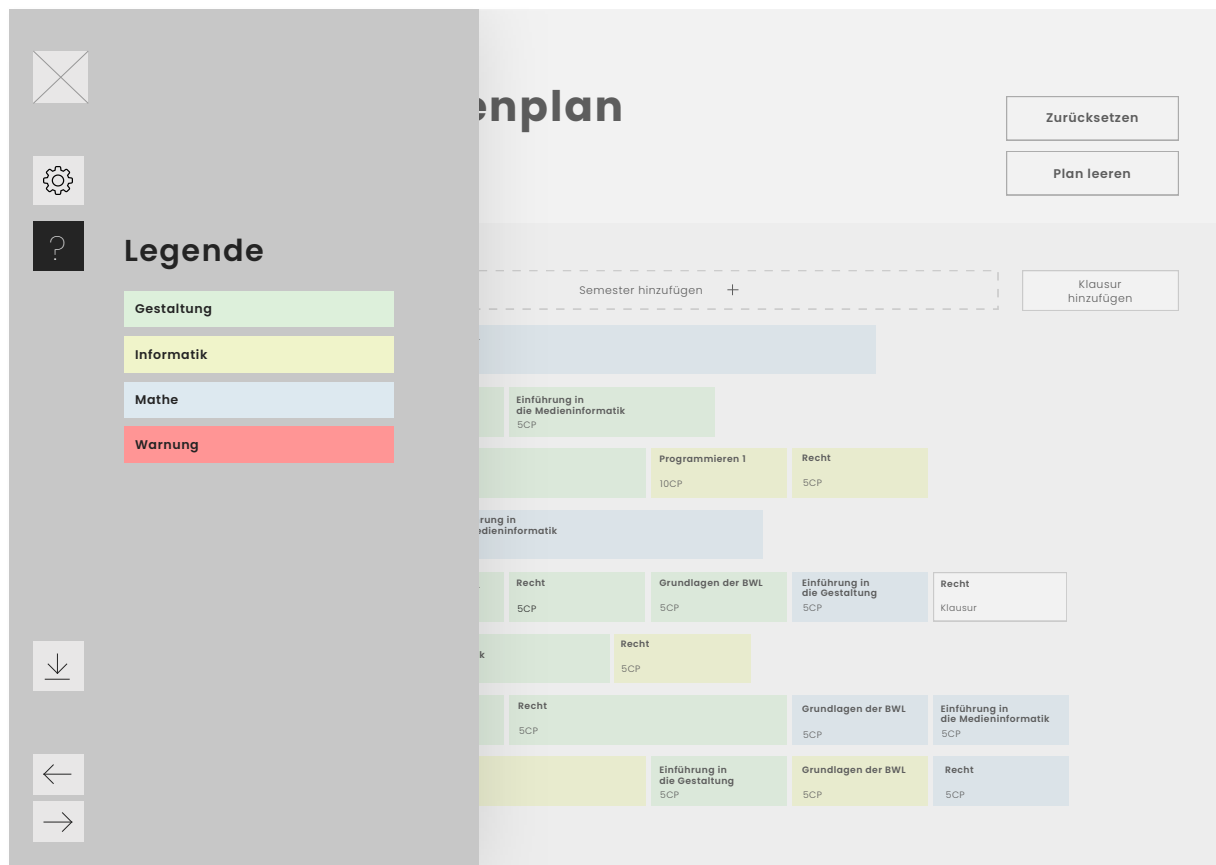 enplan
Zurücksetzen
Plan leeren
?
Legende
Gestaltung
Informatik
Mathe
Warnung
Semester hinzufügen +
Klausur
hinzufügen
Einführung in
die Medieninformatik
5CP
Programmieren 1
10CP
Recht
5CP
rung in
edieninformatik
Recht
5CP
Grundlagen der BWL
5CP
Einführung in
die Gestaltung
5CP
Recht
Klausur
k
Recht
5CP
Recht
5CP
Grundlagen der BWL
5CP
Einführung in
die Medieninformatik
5CP
Einführung in
die Gestaltung
5CP
Grundlagen der BWL
5CP
Recht
5CP